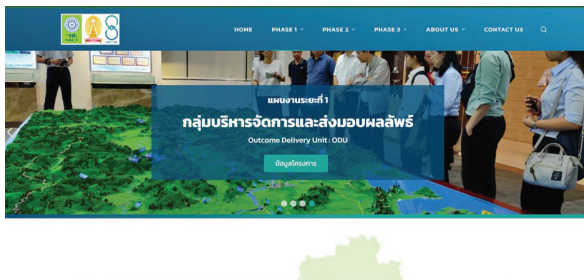 วช.
HOME PHASE 1 PHASE 2 PHASE 3 ABOUT US CONTACT US
แผนงานระยะที่ 1
กลุ่มบริหารจัดการและส่งมอบผลลัพธ์
Outcome Delivery Unit : ODU
ข้อมูลโครงการ